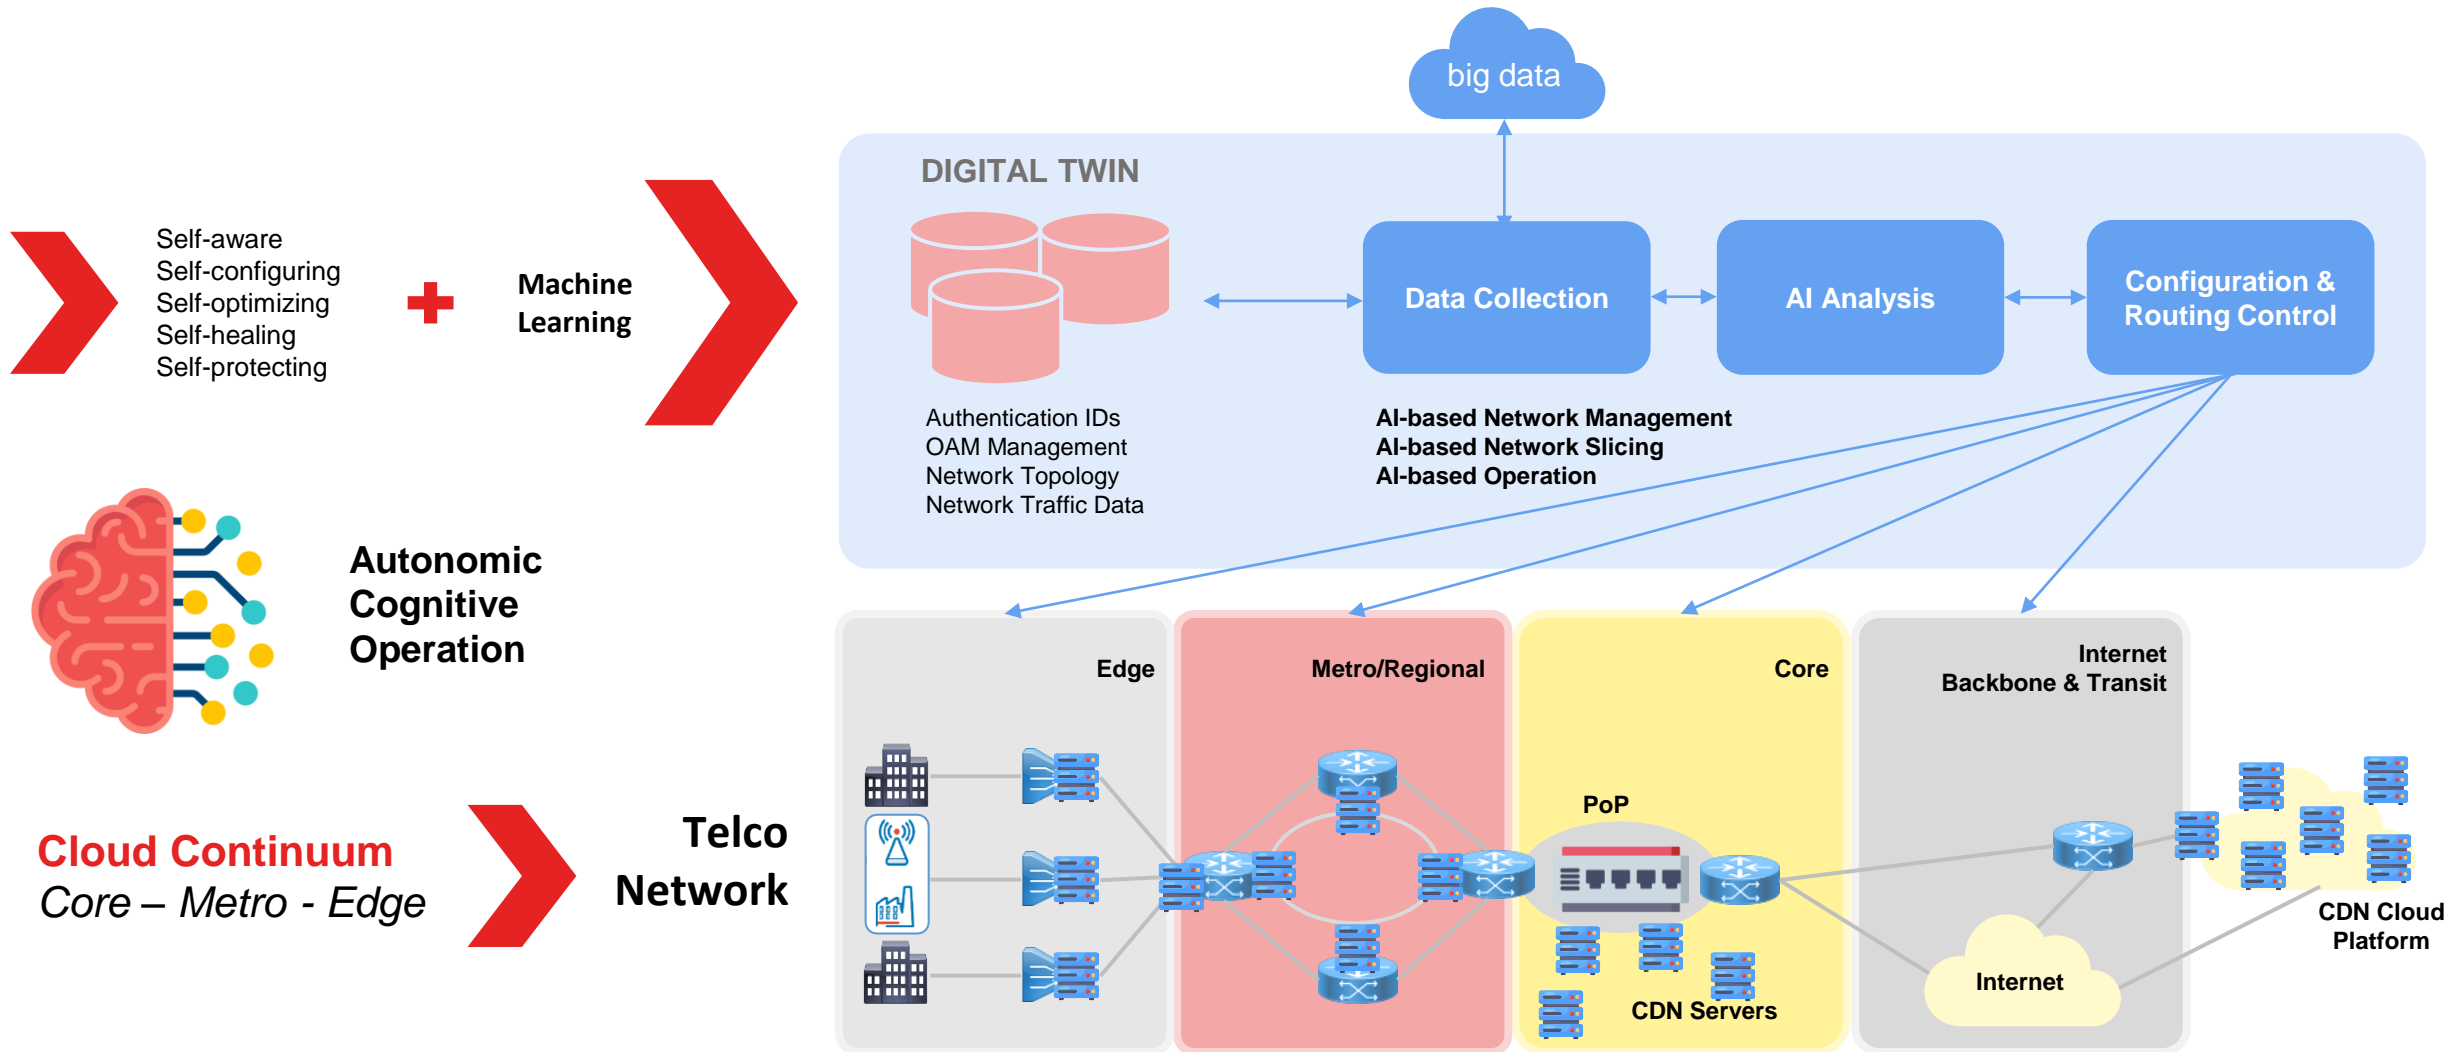 big data
DIGITAL TWIN
Self-aware
Self-configuring
Self-optimizing
Self-healing
Self-protecting
Machine
Learning
Data Collection
AI Analysis
Configuration &
Routing Control
Authentication IDs
OAM Management
Network Topology
Network Traffic Data
AI-based Network Management
AI-based Network Slicing
AI-based Operation
Autonomic
Cognitive
Operation
Cloud Continuum
Core – Metro - Edge
Telco
Network
Edge
Metro/Regional
Core
Internet
Backbone & Transit
PoP
CDN Servers
Internet
CDN Cloud
Platform